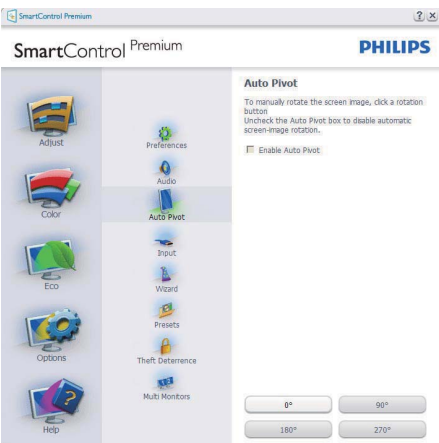 SmartControl Premium
SmartControl Premium
PHILIPS
Adjust
Color
Eco
Options
Help
Preferences
Audio
Auto Pivot
Input
Wizard
Presets
Theft Deterrence
Multi Monitors
Auto Pivot
To manually rotate the screen image, click a rotation
button
Uncheck the Auto Pivot box to disable automatic
screen-image rotation.
Enable Auto Pivot
0°
90°
180°
270°